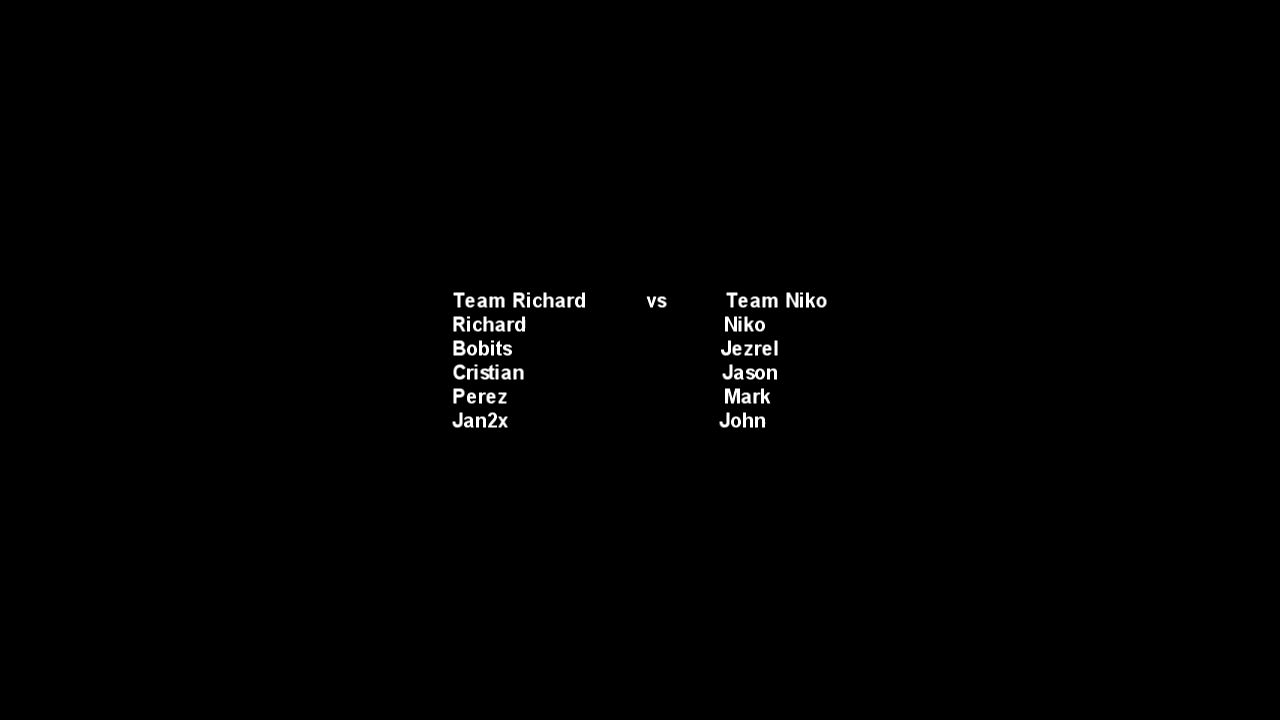 Team Richard vs Team Niko
Richard Niko
Bobits Jezrel
Cristian Jason
Perez Mark
Jan2x John